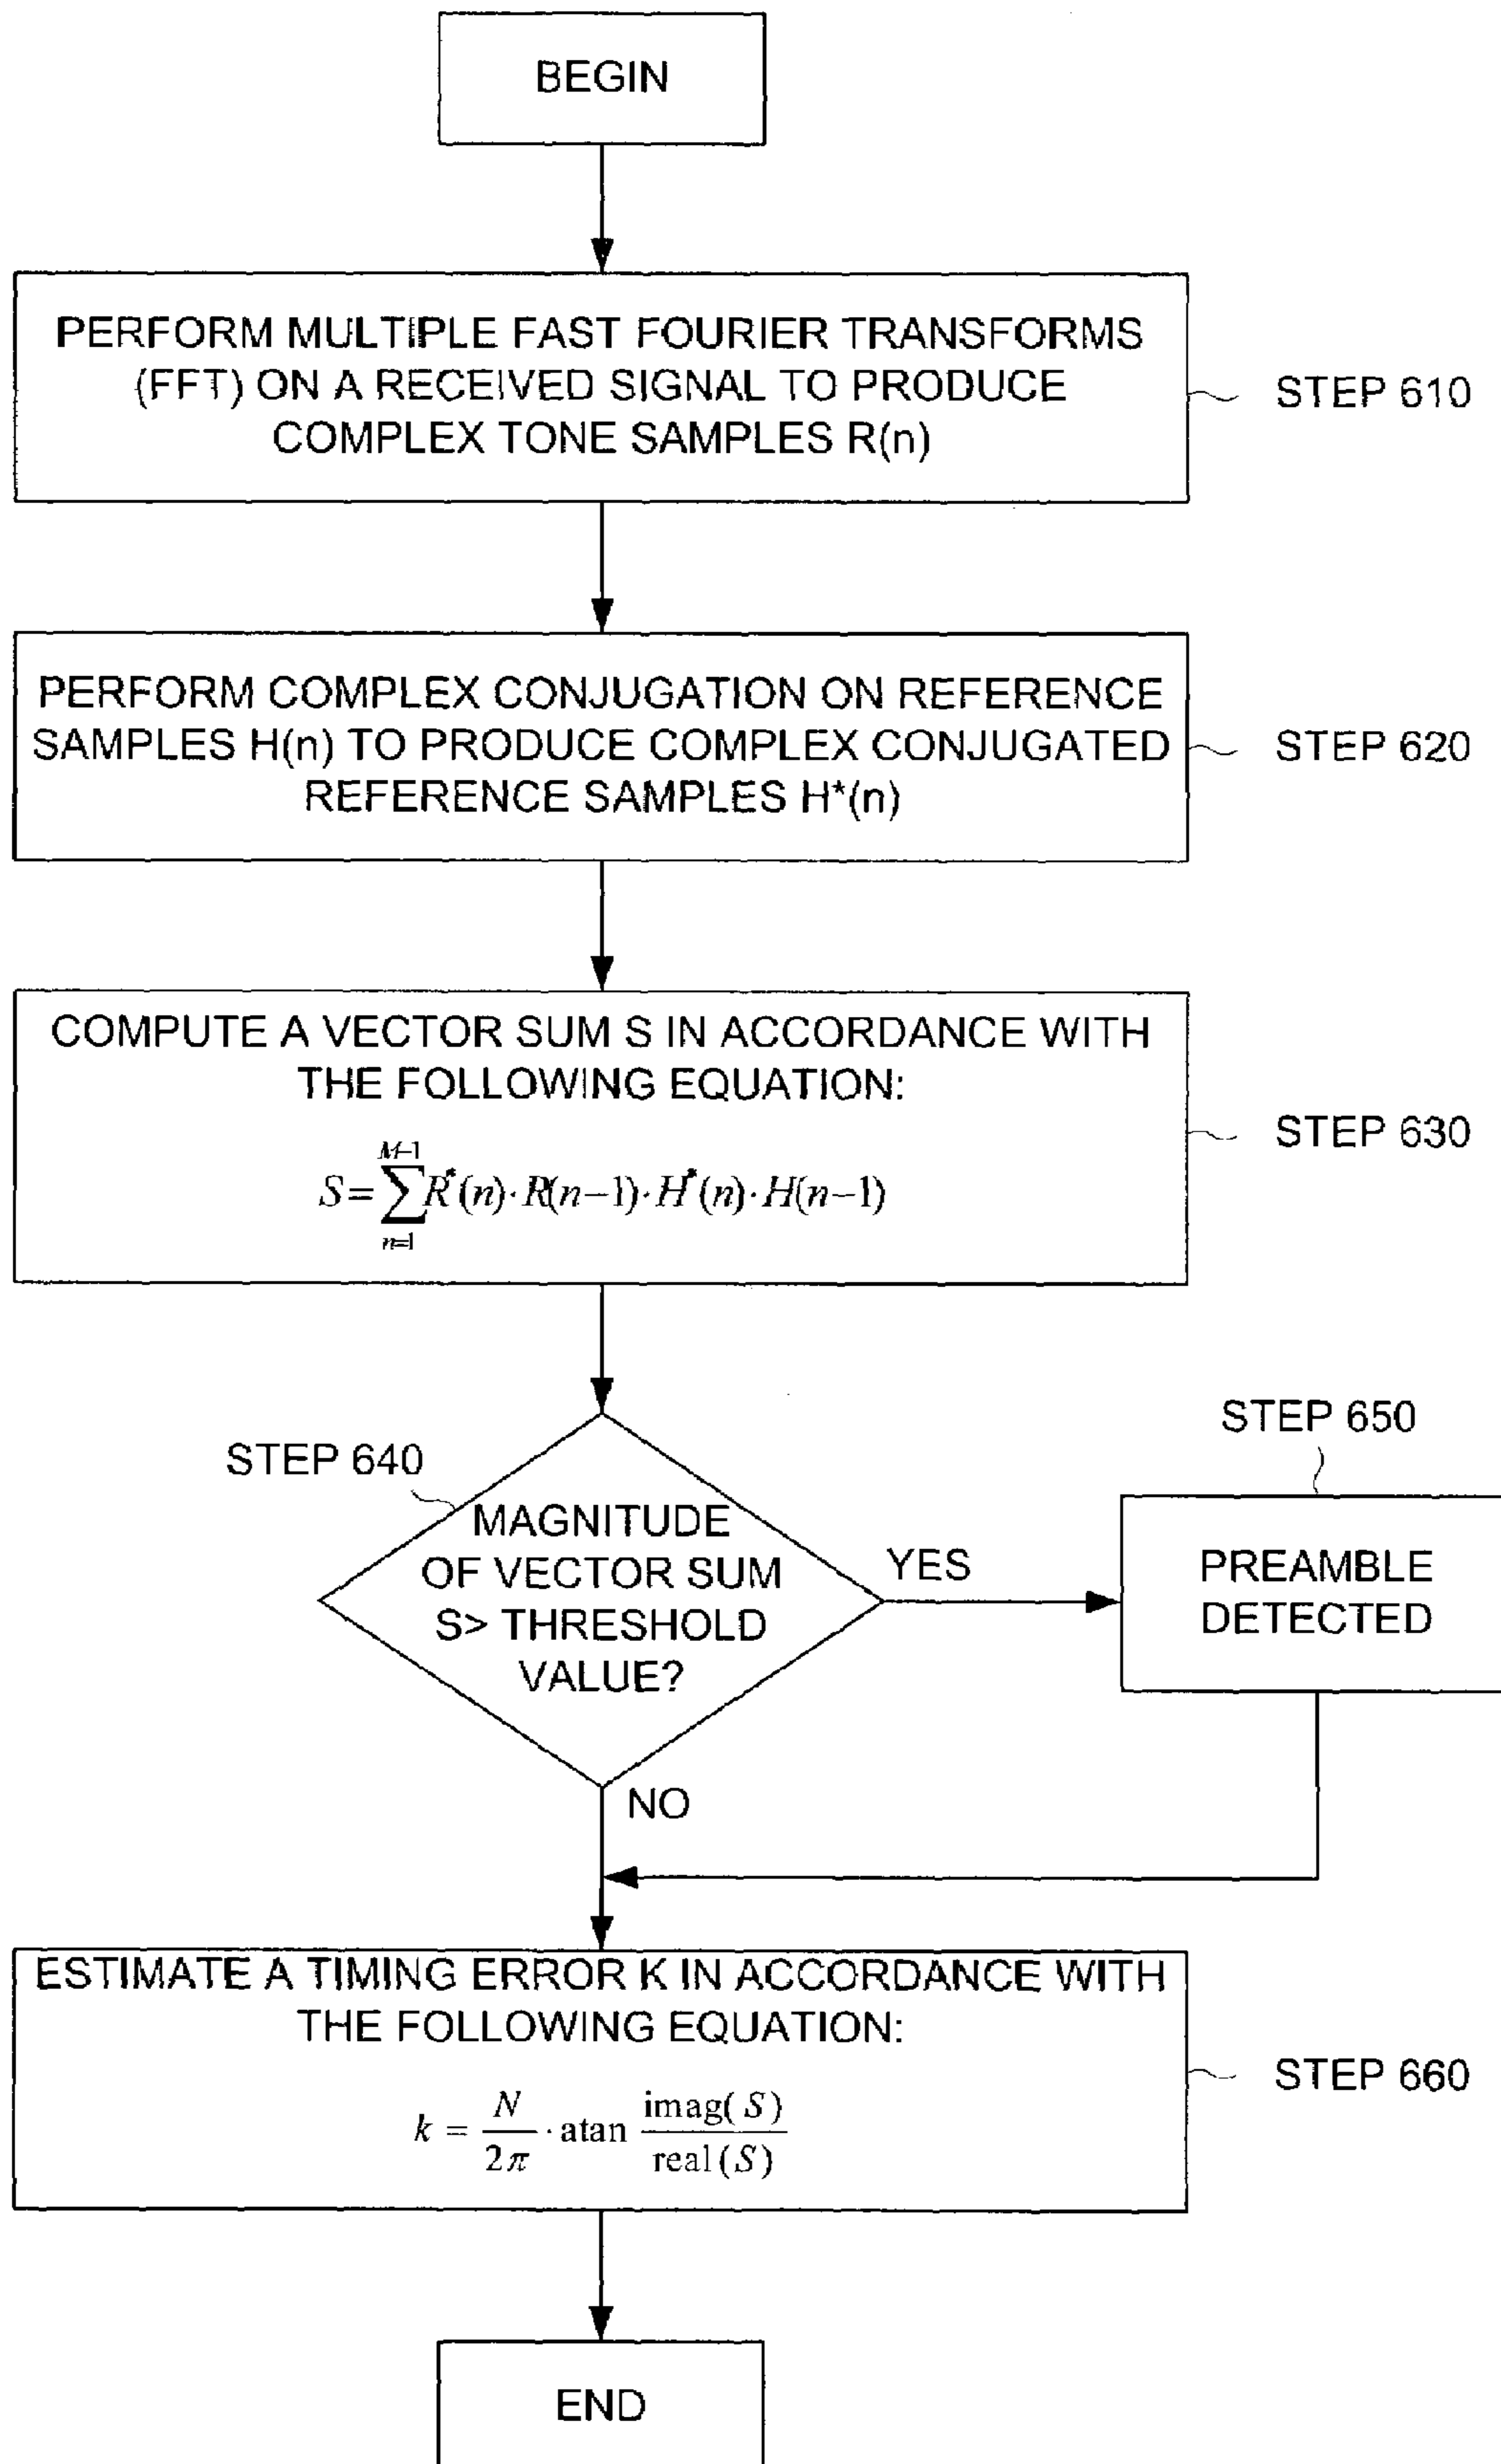 BEGIN
PERFORM MULTIPLE FAST FOURIER TRANSFORMS
(FFT) ON A RECEIVED SIGNAL TO PRODUCE
COMPLEX TONE SAMPLES R(n)
STEP 610
PERFORM COMPLEX CONJUGATION ON REFERENCE
SAMPLES H(n) TO PRODUCE COMPLEX CONJUGATED
REFERENCE SAMPLES H*(n)
STEP 620
COMPUTE A VECTOR SUM S IN ACCORDANCE WITH
THE FOLLOWING EQUATION:
S = ∑_{n=1}^{M-1} R*(n)·R(n-1)·H*(n)·H(n-1)
STEP 630
STEP 640
MAGNITUDE
OF VECTOR SUM
S> THRESHOLD
VALUE?
YES
NO
STEP 650
PREAMBLE
DETECTED
ESTIMATE A TIMING ERROR K IN ACCORDANCE WITH
THE FOLLOWING EQUATION:
k = N/2π · atan imag(S)/real(S)
STEP 660
END